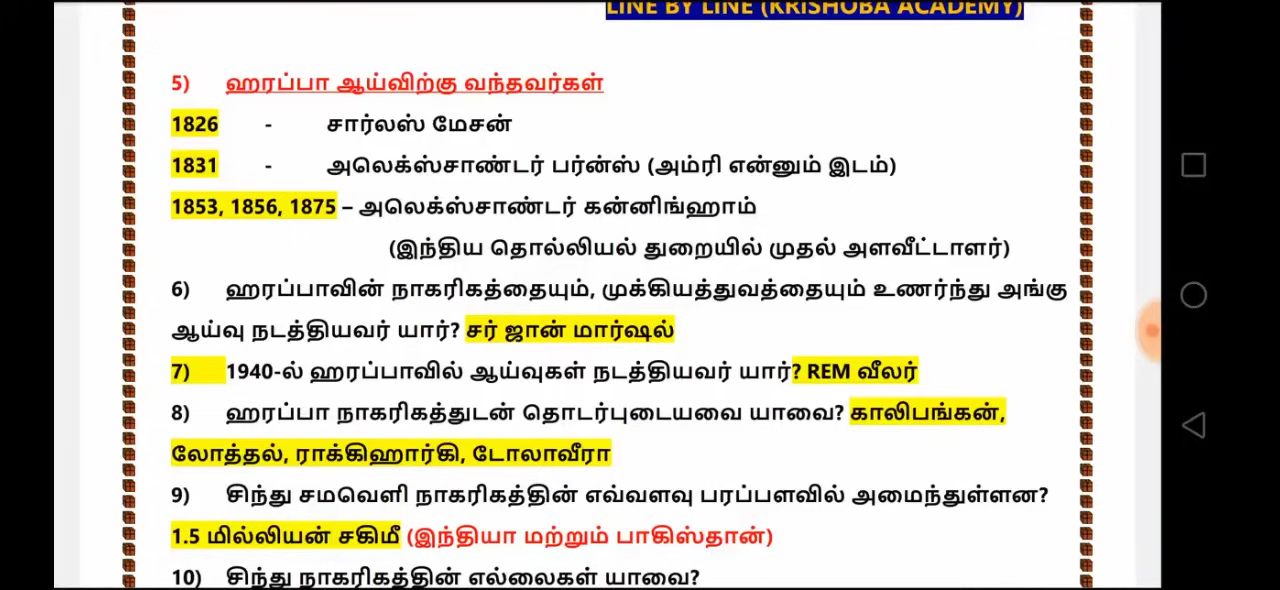 LINE BY LINE (KRISHOBA ACADEMY)
5) ஹரப்பா ஆய்விற்கு வந்தவர்கள்
1826 - சார்லஸ் மேசன்
1831 - அலெக்ஸ்சாண்டர் பர்ன்ஸ் (அம்ரி என்னும் இடம்)
1853, 1856, 1875 – அலெக்ஸ்சாண்டர் கன்னிங்ஹாம்
(இந்திய தொல்லியல் துறையில் முதல் அளவீட்டாளர்)
6) ஹரப்பாவின் நாகரிகத்தையும், முக்கியத்துவத்தையும் உணர்ந்து அங்கு
ஆய்வு நடத்தியவர் யார்? சர் ஜான் மார்ஷல்
7) 1940-ல் ஹரப்பாவில் ஆய்வுகள் நடத்தியவர் யார்? REM வீலர்
8) ஹரப்பா நாகரிகத்துடன் தொடர்புடையவை யாவை? காலிபங்கன்,
லோத்தல், ராக்கிஹார்கி, டோலாவீரா
9) சிந்து சமவெளி நாகரிகத்தின் எவ்வளவு பரப்பளவில் அமைந்துள்ளன?
1.5 மில்லியன் சகிமீ (இந்தியா மற்றும் பாகிஸ்தான்)
10) சிந்து நாகரிகத்தின் எல்லைகள் யாவை?